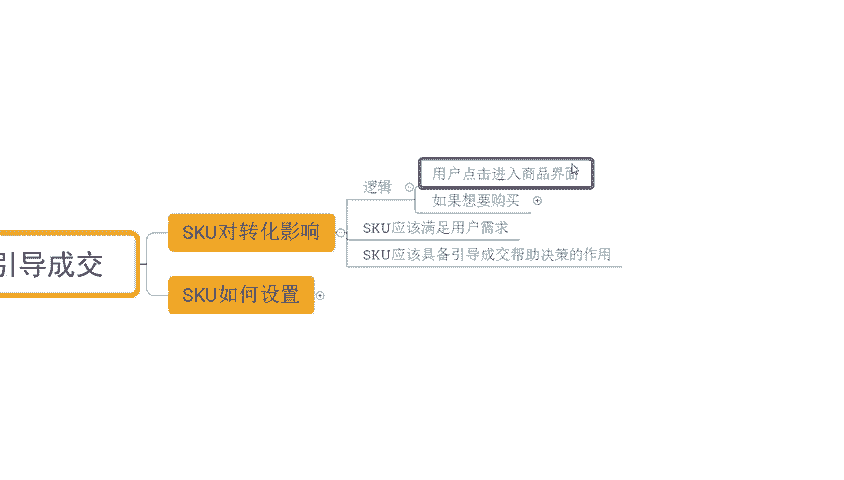 引导成交
SKU对转化影响
逻辑
用户点击进入商品界面
如果想要购买
SKU应该满足用户需求
SKU应该具备引导成交帮助决策的作用
SKU如何设置